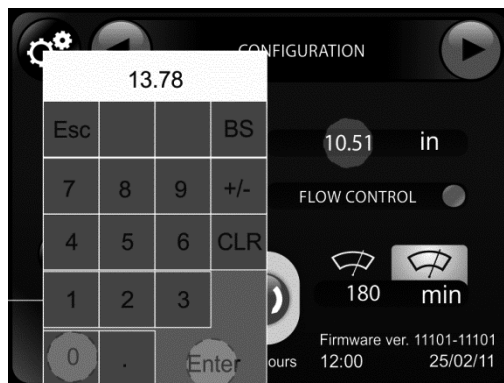 CONFIGURATION
13.78
Esc BS
10.51 in
7 8 9 +/-
FLOW CONTROL
4 5 6 CLR
1 2 3
180 min
0 . Enter
Firmware ver. 11101-11101
ours 12:00 25/02/11